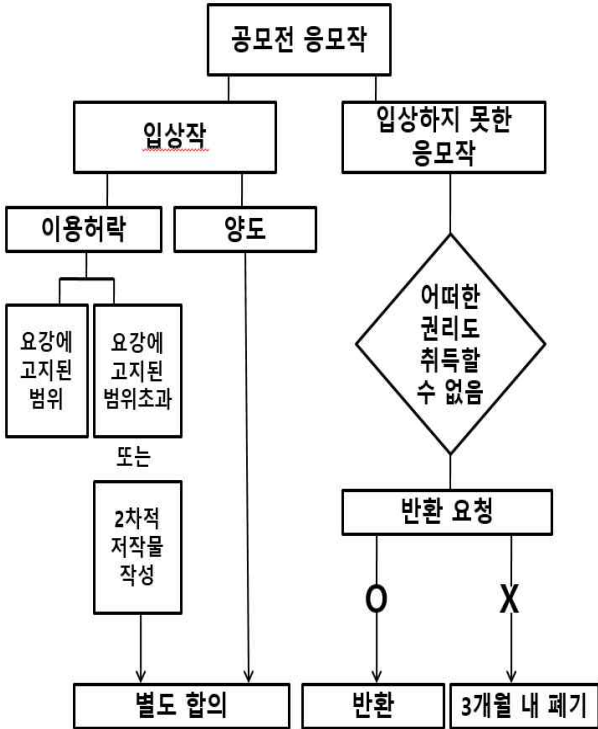 공모전 응모작
입상작
입상하지 못한
응모작
이용허락
양도
어떠한
권리도
취득할
수 없음
요강에
고지된
범위
요강에
고지된
범위초과
또는
2차적
저작물
작성
반환 요청
O
X
별도 합의
반환
3개월 내 폐기